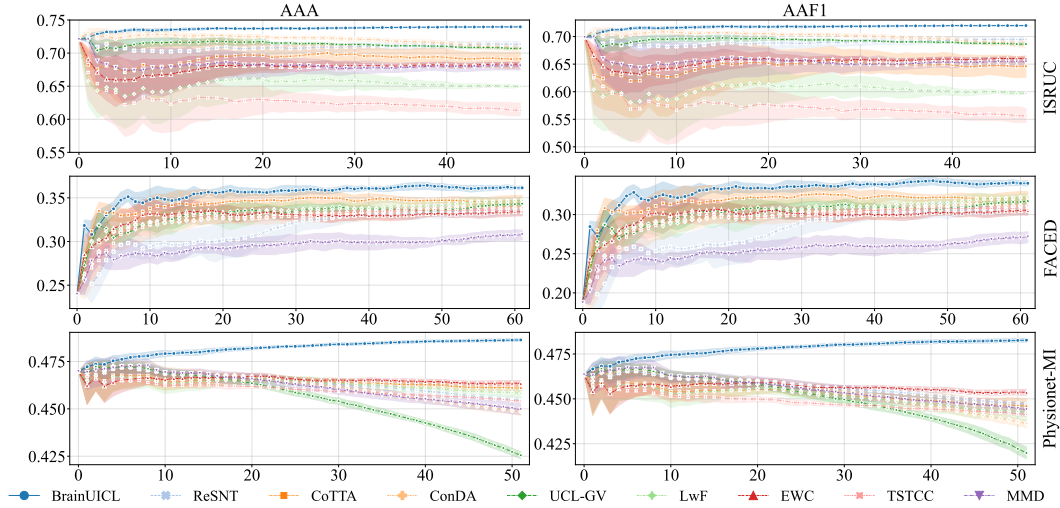 AAA AAF1
0.75
0.70
0.65
0.60
0.55
0 10 20 30 40
0.70
0.65
0.60
0.55
0 10 20 30 40
ISRUC
0.35
0.30
0.25
0 10 20 30 40 50 60
0.30
0.25
0.20
0 10 20 30 40 50 60
FACED
0.475
0.450
0.425
0 10 20 30 40 50
0.475
0.450
0.425
0 10 20 30 40 50
Physionet-MI
BrainUICL ReSNT CoTTA ConDA UCL-GV LwF EWC TSTCC MMD